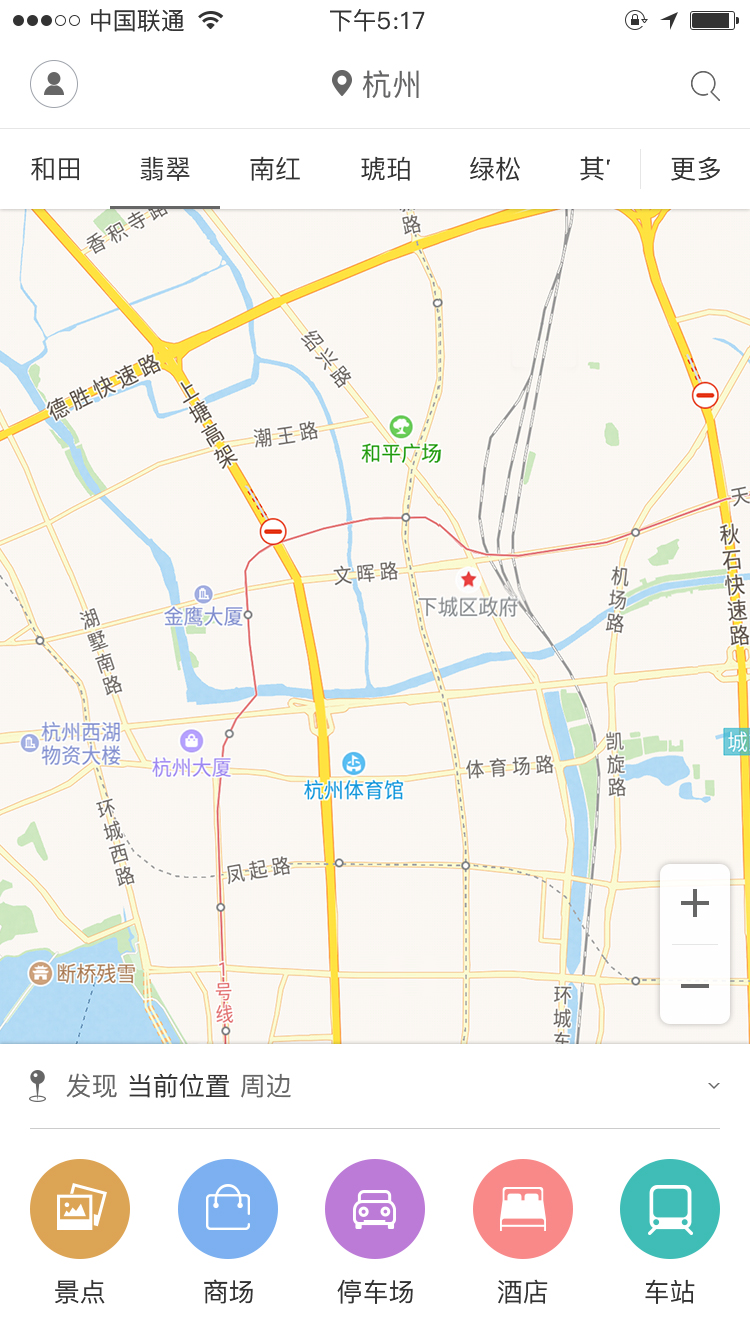 中国联通
下午5:17
杭州
和田
翡翠
南红
琥珀
绿松
更多
香积寺路
路
绍兴路
德胜快速路
上塘高架
潮王路
和平广场
天
秋石快速路
文晖路
下城区政府
机场路
金鹰大厦
湖墅南路
杭州西湖
物资大楼
杭州大厦
杭州体育馆
体育场路
凯旋路
城
环城西路
凤起路
断桥残雪
1号线
环城东
发现 当前位置 周边
景点
商场
停车场
酒店
车站